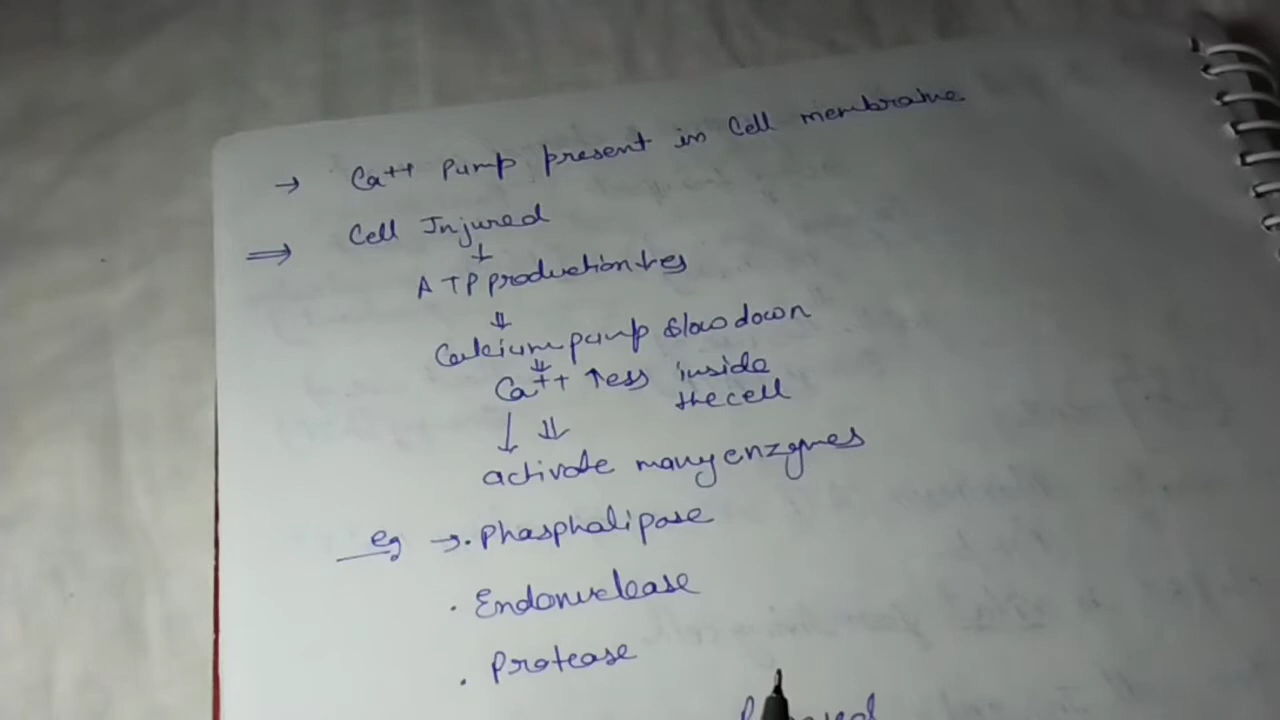 → Ca++ Pump present in Cell membrane
⇒ Cell Injured
↓
ATP production ↓es
⇓
Calcium pump slow down
⇓
Ca++ ↑ess inside
the cell
↓ ⇓
activate many enzymes
eg → . Phasphalipase
. Endonuclease
. Protease